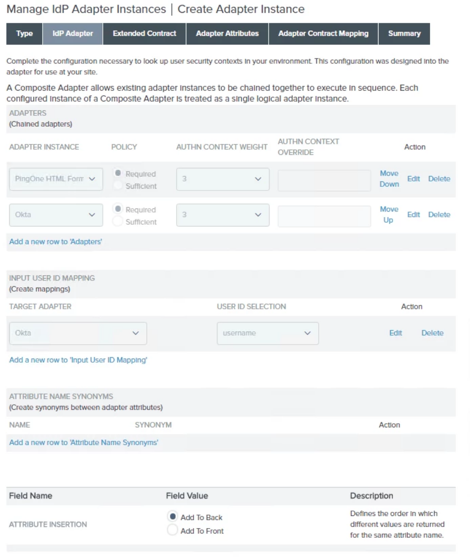 Manage IdP Adapter Instances | Create Adapter Instance
Type IdP Adapter Extended Contract Adapter Attributes Adapter Contract Mapping Summary
Complete the configuration necessary to look up user security contexts in your environment. This configuration was designed into the
adapter for use at your site.
A Composite Adapter allows existing adapter instances to be chained together to execute in sequence. Each
configured instance of a Composite Adapter is treated as a single logical adapter instance.
ADAPTERS
(Chained adapters)
ADAPTER INSTANCE POLICY AUTHN CONTEXT WEIGHT AUTHN CONTEXT OVERRIDE Action
PingOne HTML Form Required Sufficient 3 Move Down Edit Delete
Okta Required Sufficient 3 Move Up Edit Delete
Add a new row to 'Adapters'
INPUT USER ID MAPPING
(Create mappings)
TARGET ADAPTER USER ID SELECTION Action
Okta username Edit Delete
Add a new row to 'Input User ID Mapping'
ATTRIBUTE NAME SYNONYMS
(Create synonyms between adapter attributes)
NAME SYNONYM Action
Add a new row to 'Attribute Name Synonyms'
Field Name Field Value Description
ATTRIBUTE INSERTION Add To Back Add To Front Defines the order in which
different values are returned
for the same attribute name.